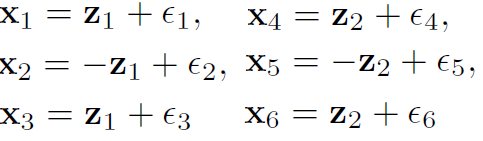 x₁ = z₁ + ϵ₁, x₄ = z₂ + ϵ₄,
x₂ = −z₁ + ϵ₂, x₅ = −z₂ + ϵ₅,
x₃ = z₁ + ϵ₃ x₆ = z₂ + ϵ₆